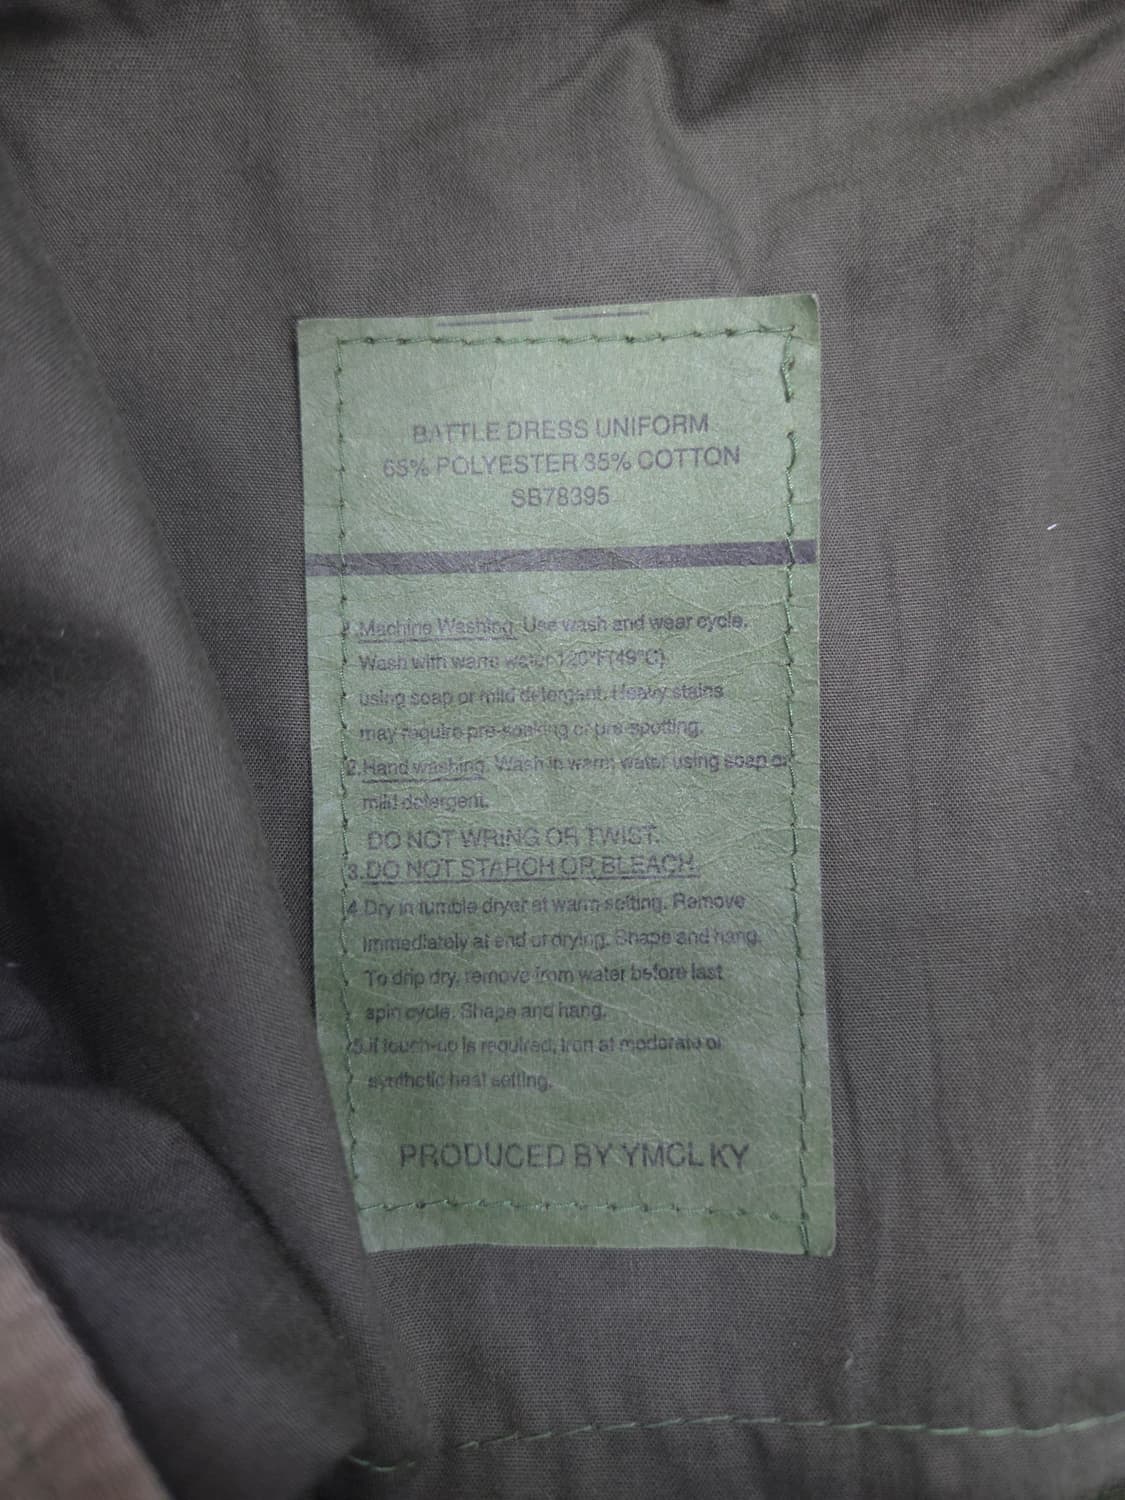 BATTLE DRESS UNIFORM
65% POLYESTER 35% COTTON
SB78395
1.Machine Washing. Use wash and wear cycle.
Wash with warm water 120°F(49°C)
using soap or mild detergent. Heavy stains
may require pre-soaking or pre-spotting.
2.Hand washing. Wash in warm water using soap or
mild detergent.
DO NOT WRING OR TWIST.
3.DO NOT STARCH OR BLEACH.
4.Dry in tumble dryer at warm setting. Remove
immediately at end of drying. Shape and hang.
To drip dry, remove from water before last
spin cycle. Shape and hang.
5.If touch-up is required, iron at moderate or
synthetic heat setting.
PRODUCED BY YMCLKY